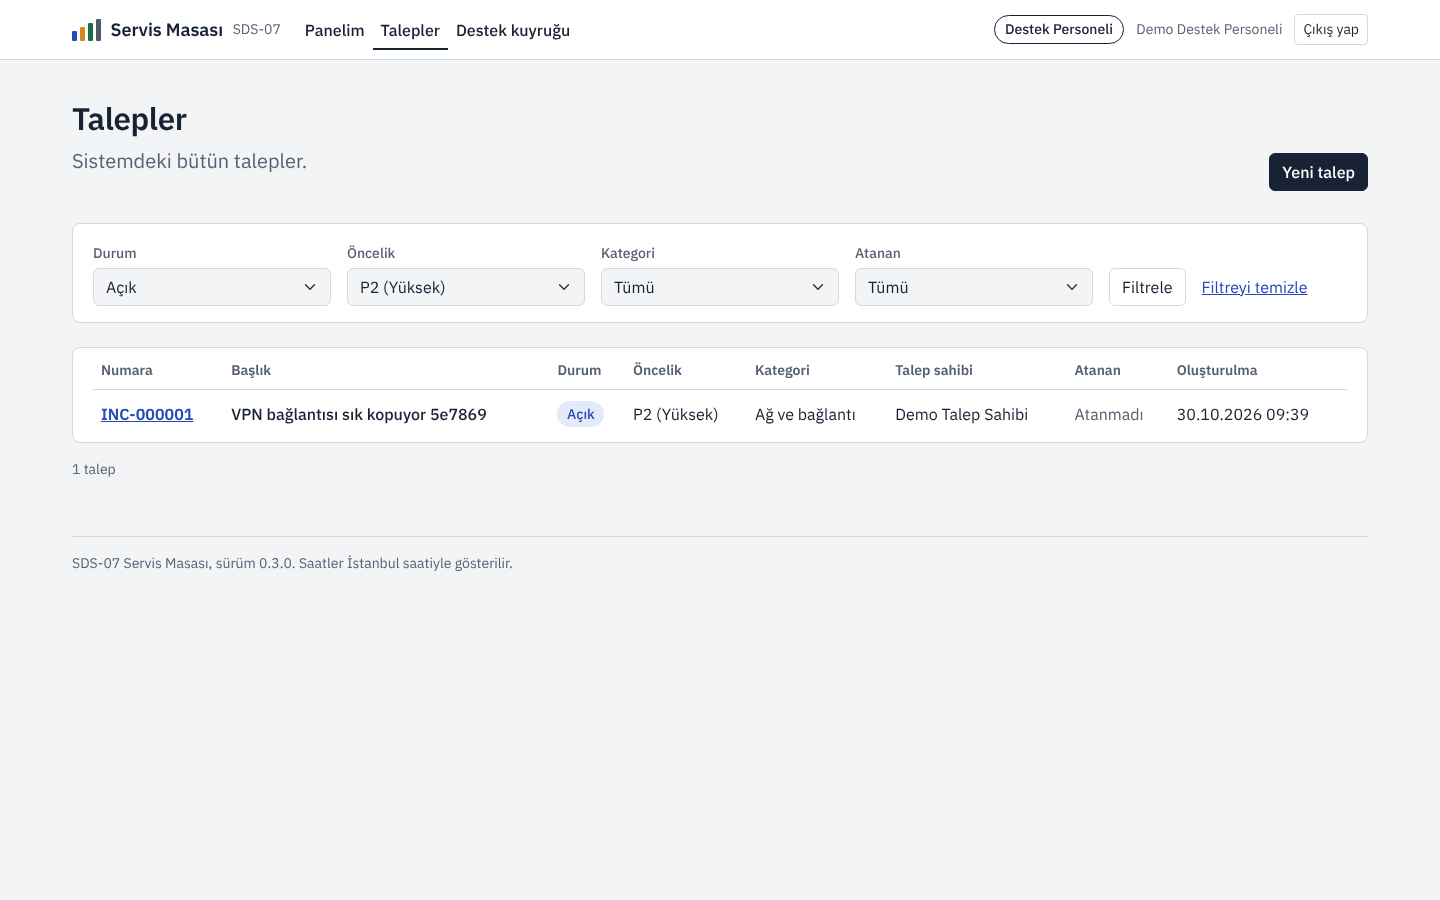 Servis Masası SDS-07 Panelim Talepler Destek kuyruğu Destek Personeli Demo Destek Personeli Çıkış yap
Talepler
Sistemdeki bütün talepler.
Yeni talep
Durum Öncelik Kategori Atanan
Açık P2 (Yüksek) Tümü Tümü Filtrele Filtreyi temizle
Numara Başlık Durum Öncelik Kategori Talep sahibi Atanan Oluşturulma
INC-000001 VPN bağlantısı sık kopuyor 5e7869 Açık P2 (Yüksek) Ağ ve bağlantı Demo Talep Sahibi Atanmadı 30.10.2026 09:39
1 talep
SDS-07 Servis Masası, sürüm 0.3.0. Saatler İstanbul saatiyle gösterilir.